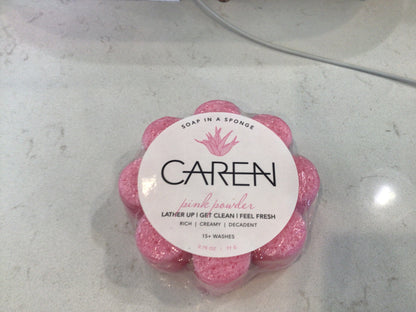 SOAP IN A SPONGE
CAREN
pink powder
LATHER UP | GET CLEAN | FEEL FRESH
RICH | CREAMY | DECADENT
15+ WASHES